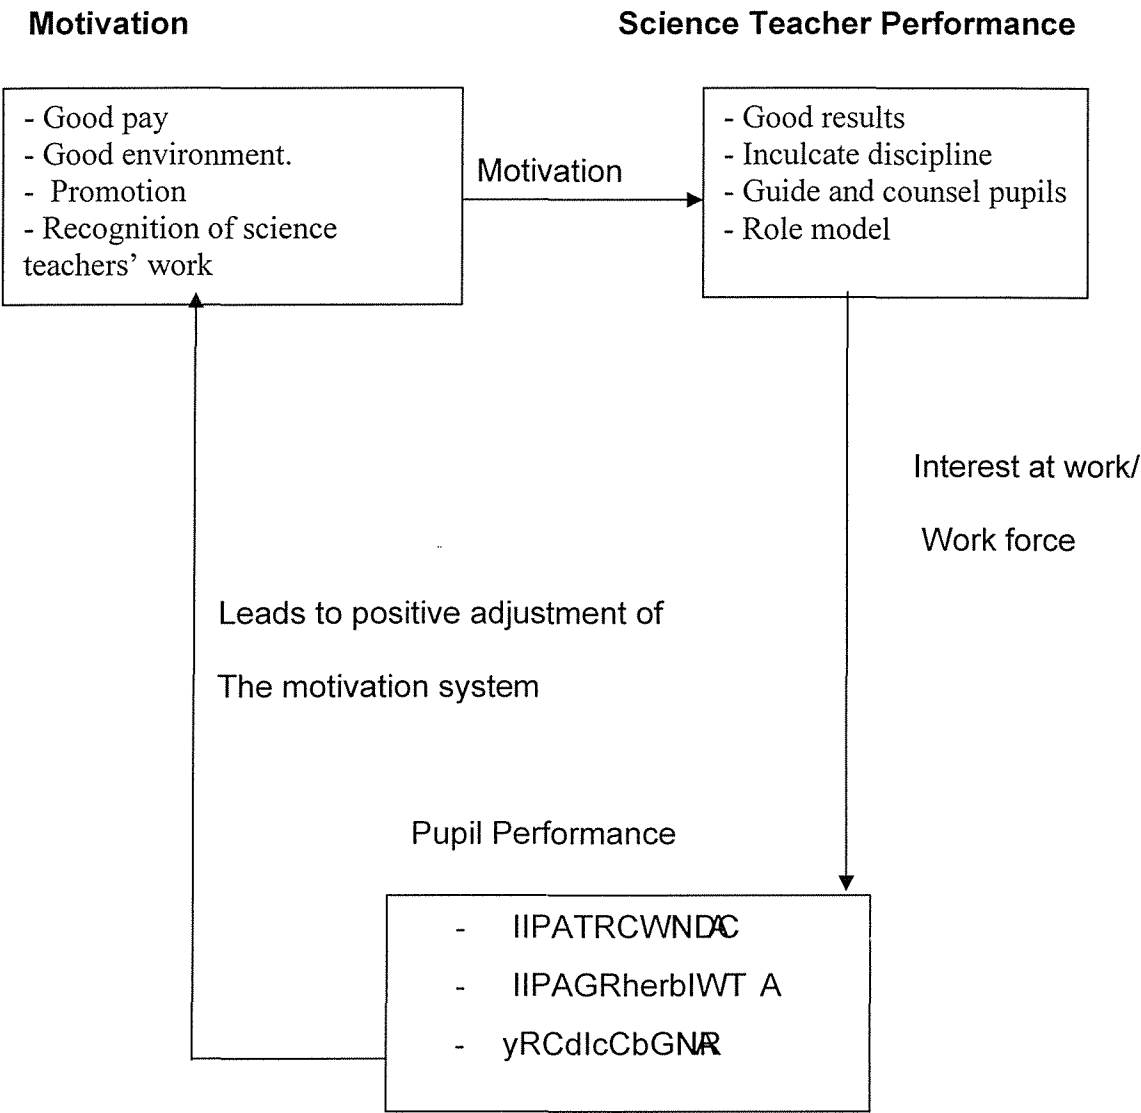 Motivation
Science Teacher Performance
- Good pay
- Good environment.
- Promotion
- Recognition of science
teachers' work
Motivation
- Good results
- Inculcate discipline
- Guide and counsel pupils
- Role model
Interest at work/
Work force
Leads to positive adjustment of
The motivation system
Pupil Performance
-
-
-